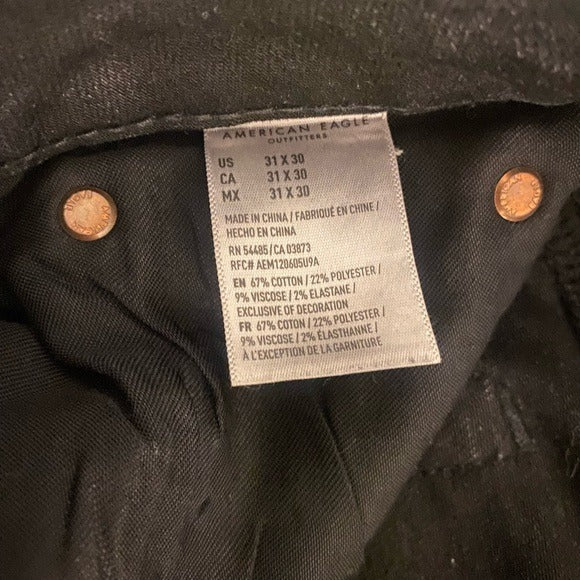 AMERICAN EAGLE
OUTFITTERS
US 31 X 30
CA 31 X 30
MX 31 X 30
MADE IN CHINA / FABRIQUÉ EN CHINE /
HECHO EN CHINA
RN 54485/CA 03873
RFC# AEM120605U9A
EN 67% COTTON / 22% POLYESTER /
9% VISCOSE / 2% ELASTANE /
EXCLUSIVE OF DECORATION
FR 67% COTON / 22% POLYESTER /
9% VISCOSE / 2% ÉLASTHANNE /
À L'EXCEPTION DE LA GARNITURE